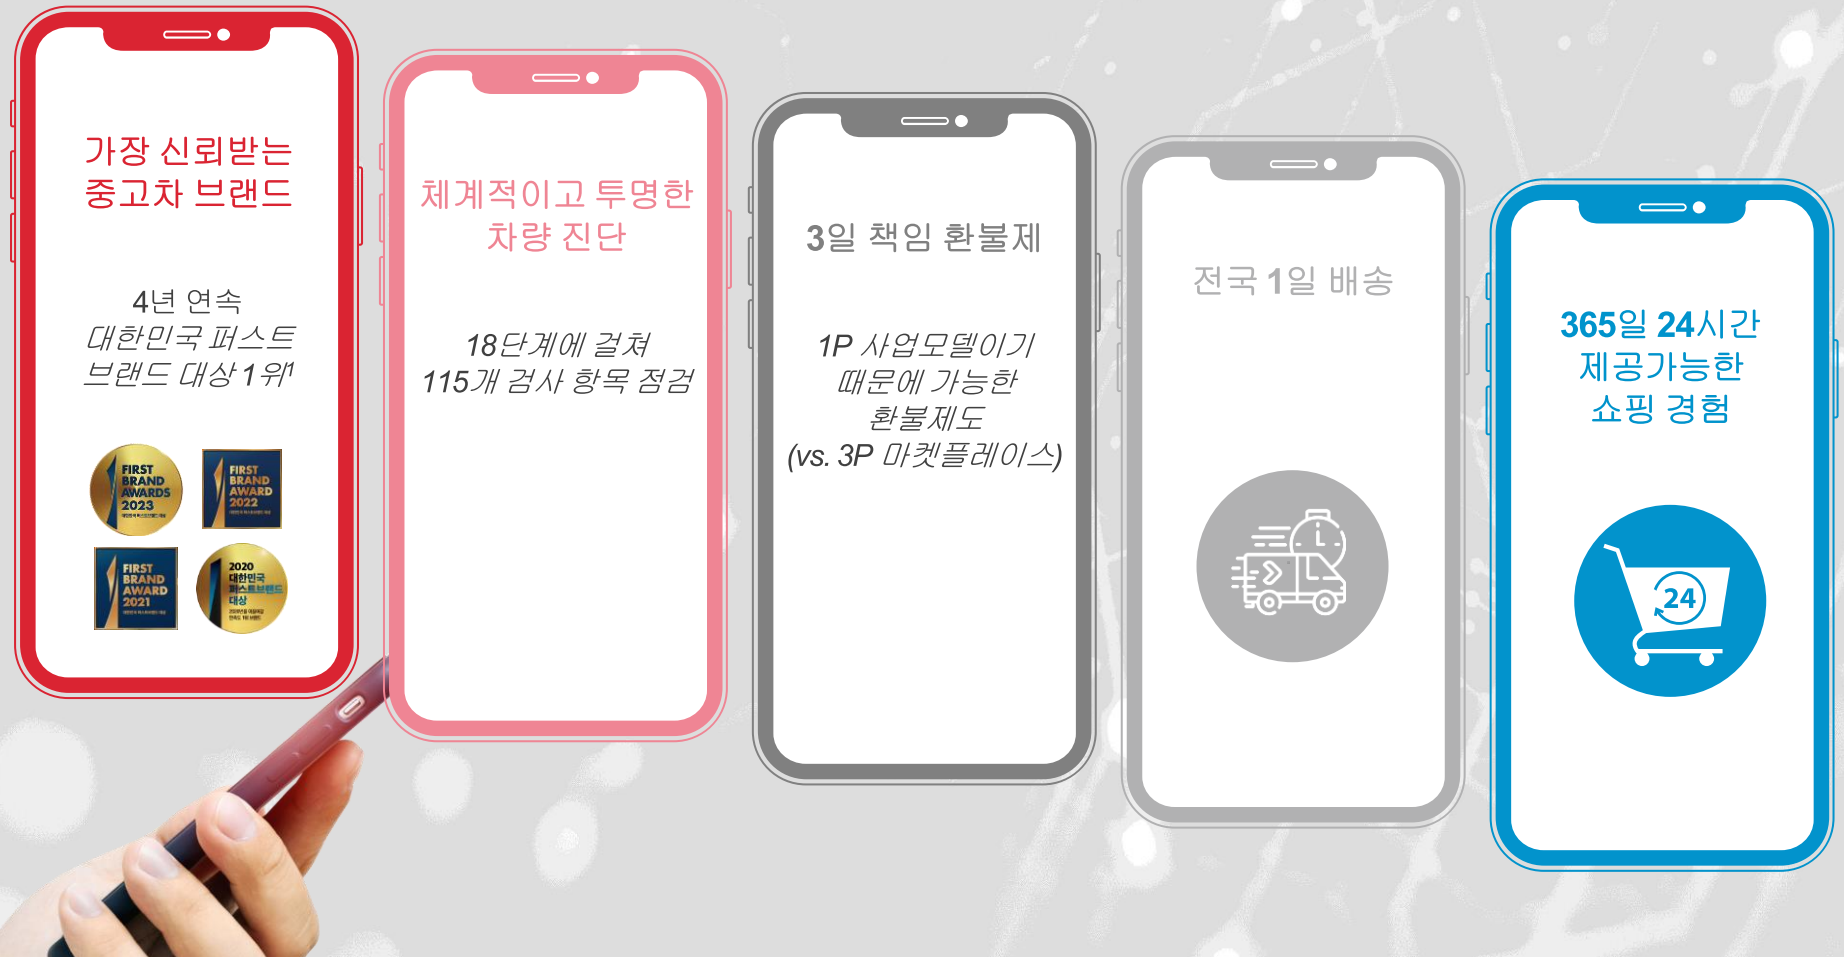 가장 신뢰받는
중고차 브랜드
4년 연속
대한민국 퍼스트
브랜드 대상 1위¹
FIRST
BRAND
AWARDS
2023
FIRST
BRAND
AWARD
2022
FIRST
BRAND
AWARD
2021
2020
대한민국
퍼스트브랜드
대상
체계적이고 투명한
차량 진단
18단계에 걸쳐
115개 검사 항목 점검
3일 책임 환불제
1P 사업모델이기
때문에 가능한
환불제도
(vs. 3P 마켓플레이스)
전국 1일 배송
365일 24시간
제공가능한
쇼핑 경험
24